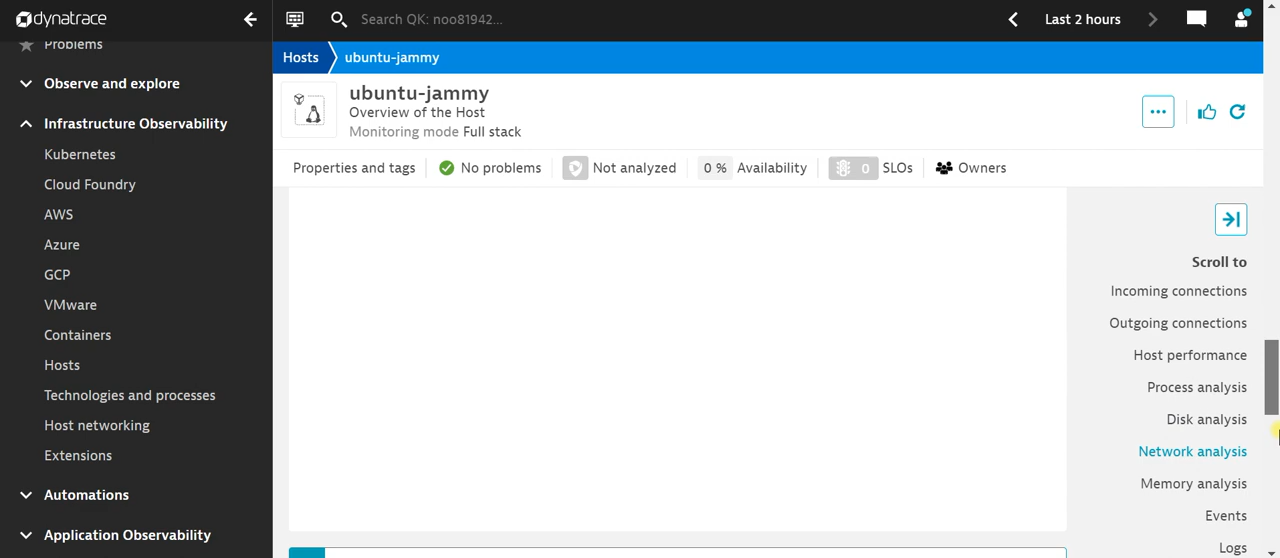 dynatrace
Search QK: noo81942...
Last 2 hours
Problems
Observe and explore
Infrastructure Observability
Kubernetes
Cloud Foundry
AWS
Azure
GCP
VMware
Containers
Hosts
Technologies and processes
Host networking
Extensions
Automations
Application Observability
Hosts
ubuntu-jammy
ubuntu-jammy
Overview of the Host
Monitoring mode Full stack
Properties and tags
No problems
Not analyzed
0 % Availability
0 SLOs
Owners
Scroll to
Incoming connections
Outgoing connections
Host performance
Process analysis
Disk analysis
Network analysis
Memory analysis
Events
Logs